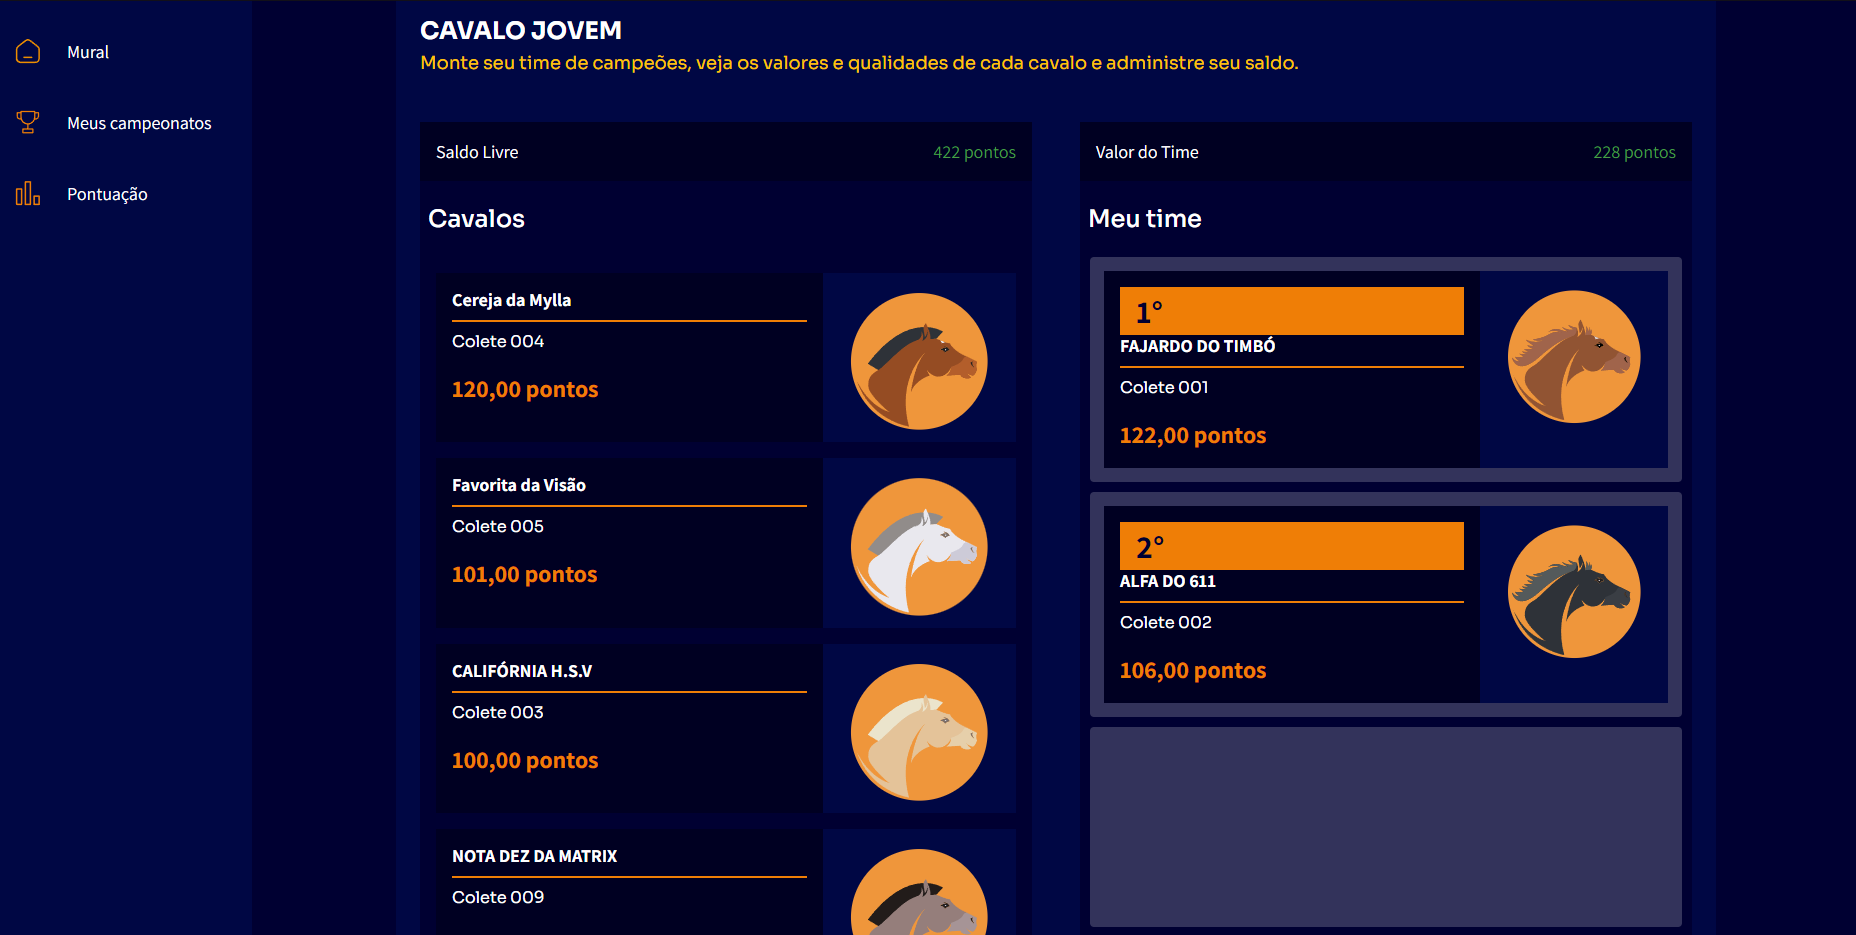 Mural
Meus campeonatos
Pontuação
CAVALO JOVEM
Monte seu time de campeões, veja os valores e qualidades de cada cavalo e administre seu saldo.
Saldo Livre
422 pontos
Cavalos
Cereja da Mylla
Colete 004
120,00 pontos
Favorita da Visão
Colete 005
101,00 pontos
CALIFÓRNIA H.S.V
Colete 003
100,00 pontos
NOTA DEZ DA MATRIX
Colete 009
Valor do Time
228 pontos
Meu time
1°
FAJARDO DO TIMBÓ
Colete 001
122,00 pontos
2°
ALFA DO 611
Colete 002
106,00 pontos